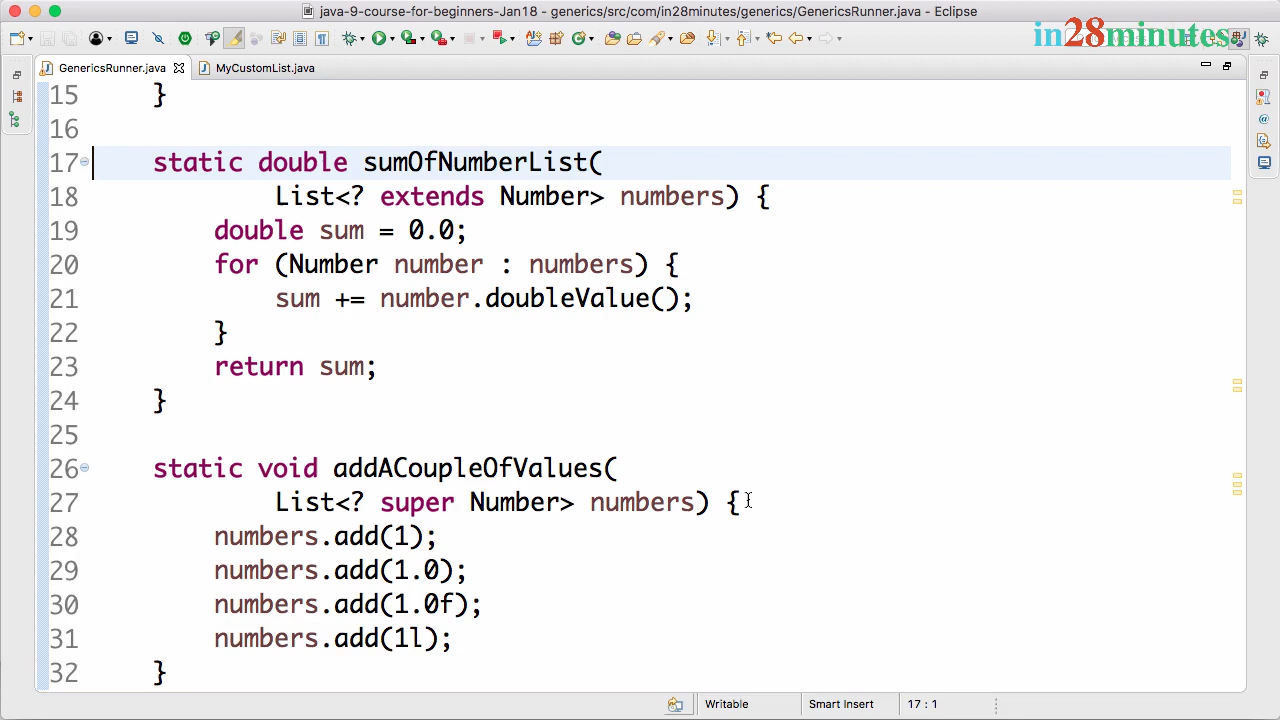 java-9-course-for-beginners-Jan18 - generics/src/com/in28minutes/generics/GenericsRunner.java - Eclipse
in28minutes
GenericsRunner.java
MyCustomList.java
15 }
16
17 static double sumOfNumberList(
18 List<? extends Number> numbers) {
19 double sum = 0.0;
20 for (Number number : numbers) {
21 sum += number.doubleValue();
22 }
23 return sum;
24 }
25
26 static void addACoupleOfValues(
27 List<? super Number> numbers) {
28 numbers.add(1);
29 numbers.add(1.0);
30 numbers.add(1.0f);
31 numbers.add(1l);
32 }
Writable
Smart Insert
17 : 1